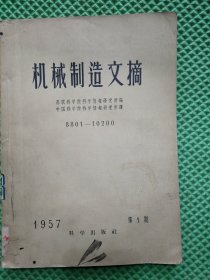 机械制造文摘
苏联科学院科学情报研究所编
中国科学院科学情报研究所译
8801—10200
1957
第5期
科学出版社